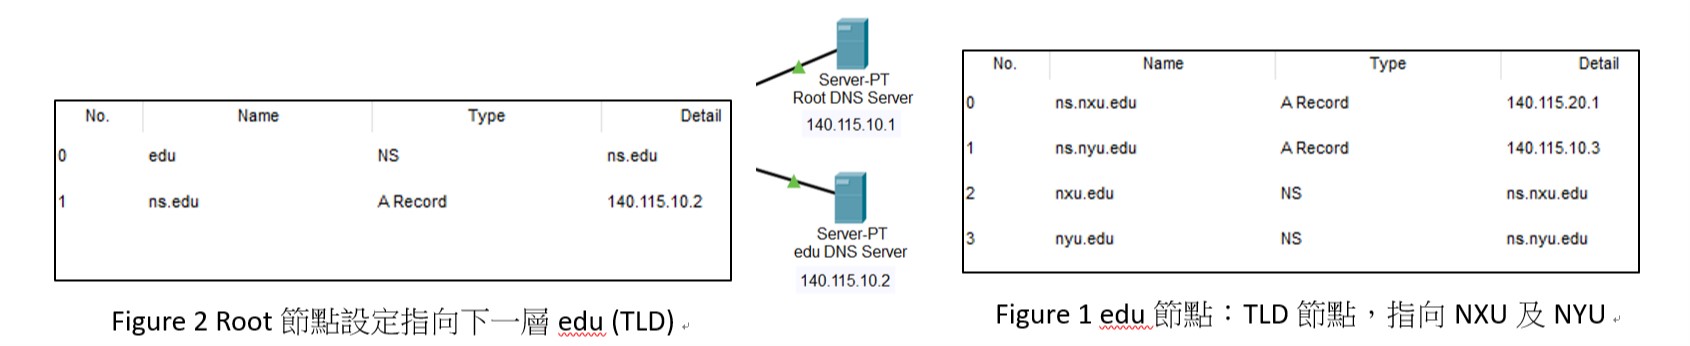 No. Name Type Detail
0 edu NS ns.edu
1 ns.edu A Record 140.115.10.2
Figure 2 Root 節點設定指向下一層 edu (TLD)
Server-PT
Root DNS Server
140.115.10.1
Server-PT
edu DNS Server
140.115.10.2
No. Name Type Detail
0 ns.nxu.edu A Record 140.115.20.1
1 ns.nyu.edu A Record 140.115.10.3
2 nxu.edu NS ns.nxu.edu
3 nyu.edu NS ns.nyu.edu
Figure 1 edu 節點：TLD 節點，指向 NXU 及 NYU